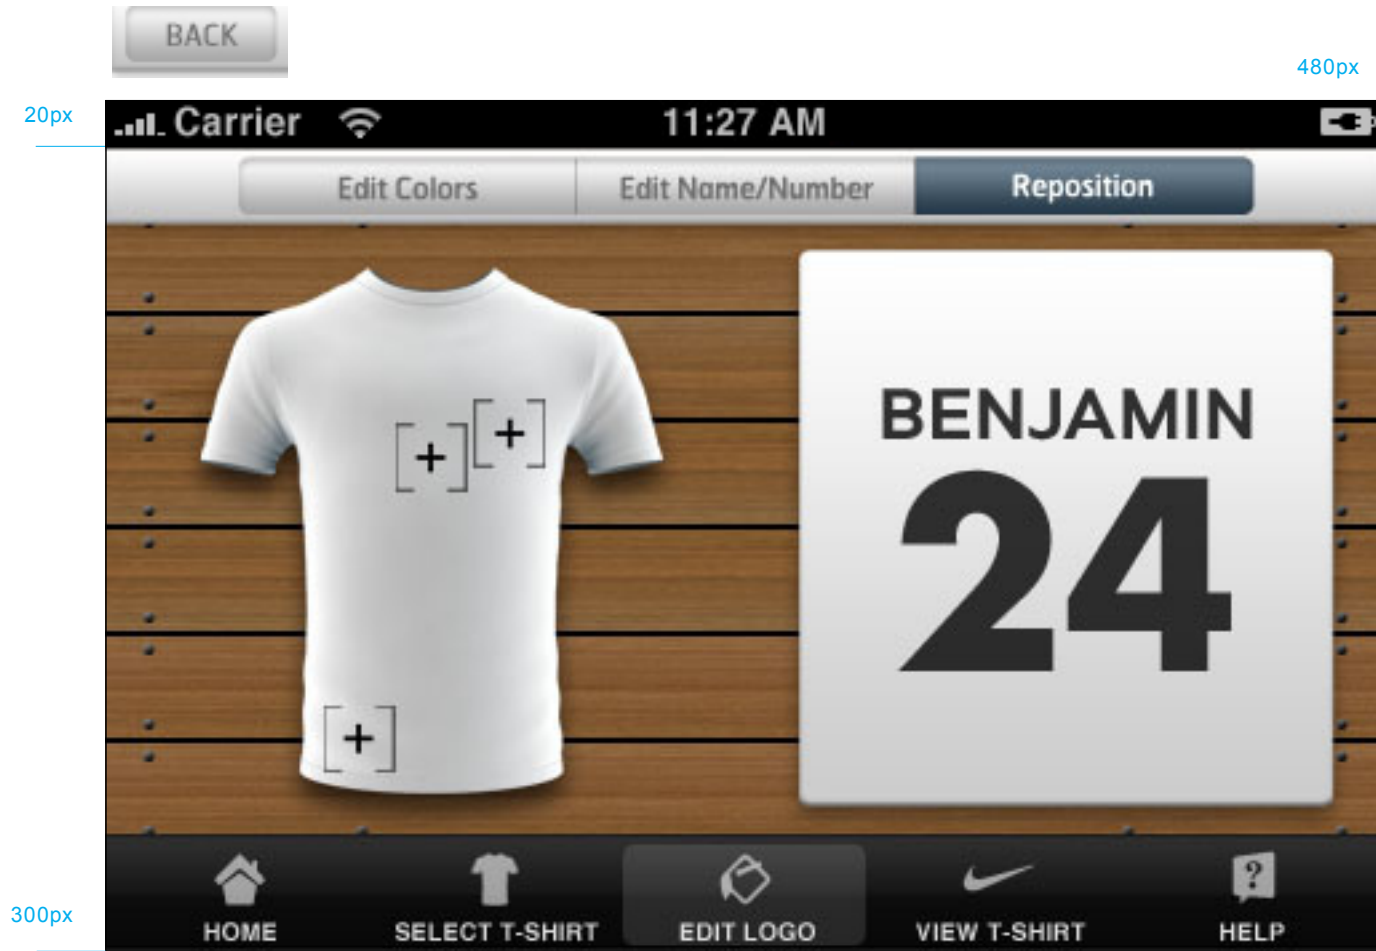 BACK
480px
20px
Carrier 11:27 AM
Edit Colors Edit Name/Number Reposition
BENJAMIN
24
300px
HOME SELECT T-SHIRT EDIT LOGO VIEW T-SHIRT HELP